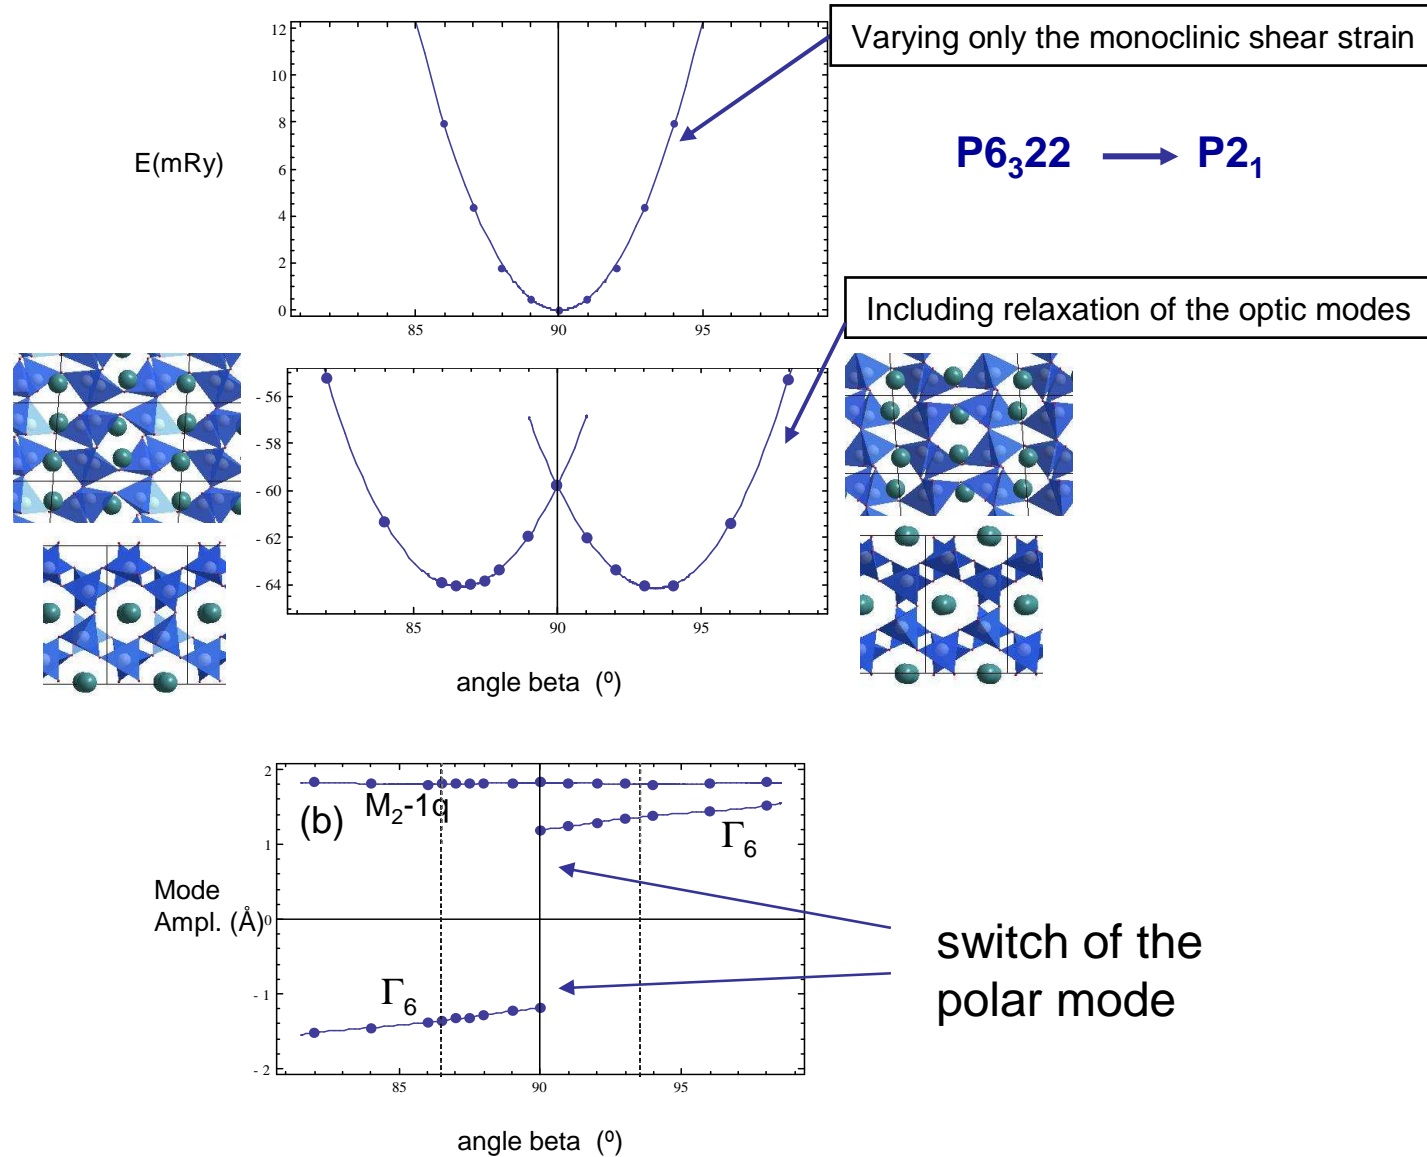 Varying only the monoclinic shear strain
12
10
8
6
4
2
0
E(mRy)
P6₃22 → P2₁
85 90 95
Including relaxation of the optic modes
- 56
- 58
- 60
- 62
- 64
85 90 95
angle beta (º)
2
1
0
- 1
- 2
(b)
M₂-1q
Γ₆
Γ₆
Mode
Ampl. (Å)
switch of the
polar mode
85 90 95
angle beta (º)